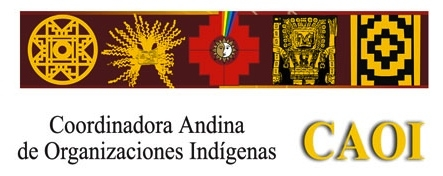 Coordinadora Andina
de Organizaciones Indígenas
CAOI